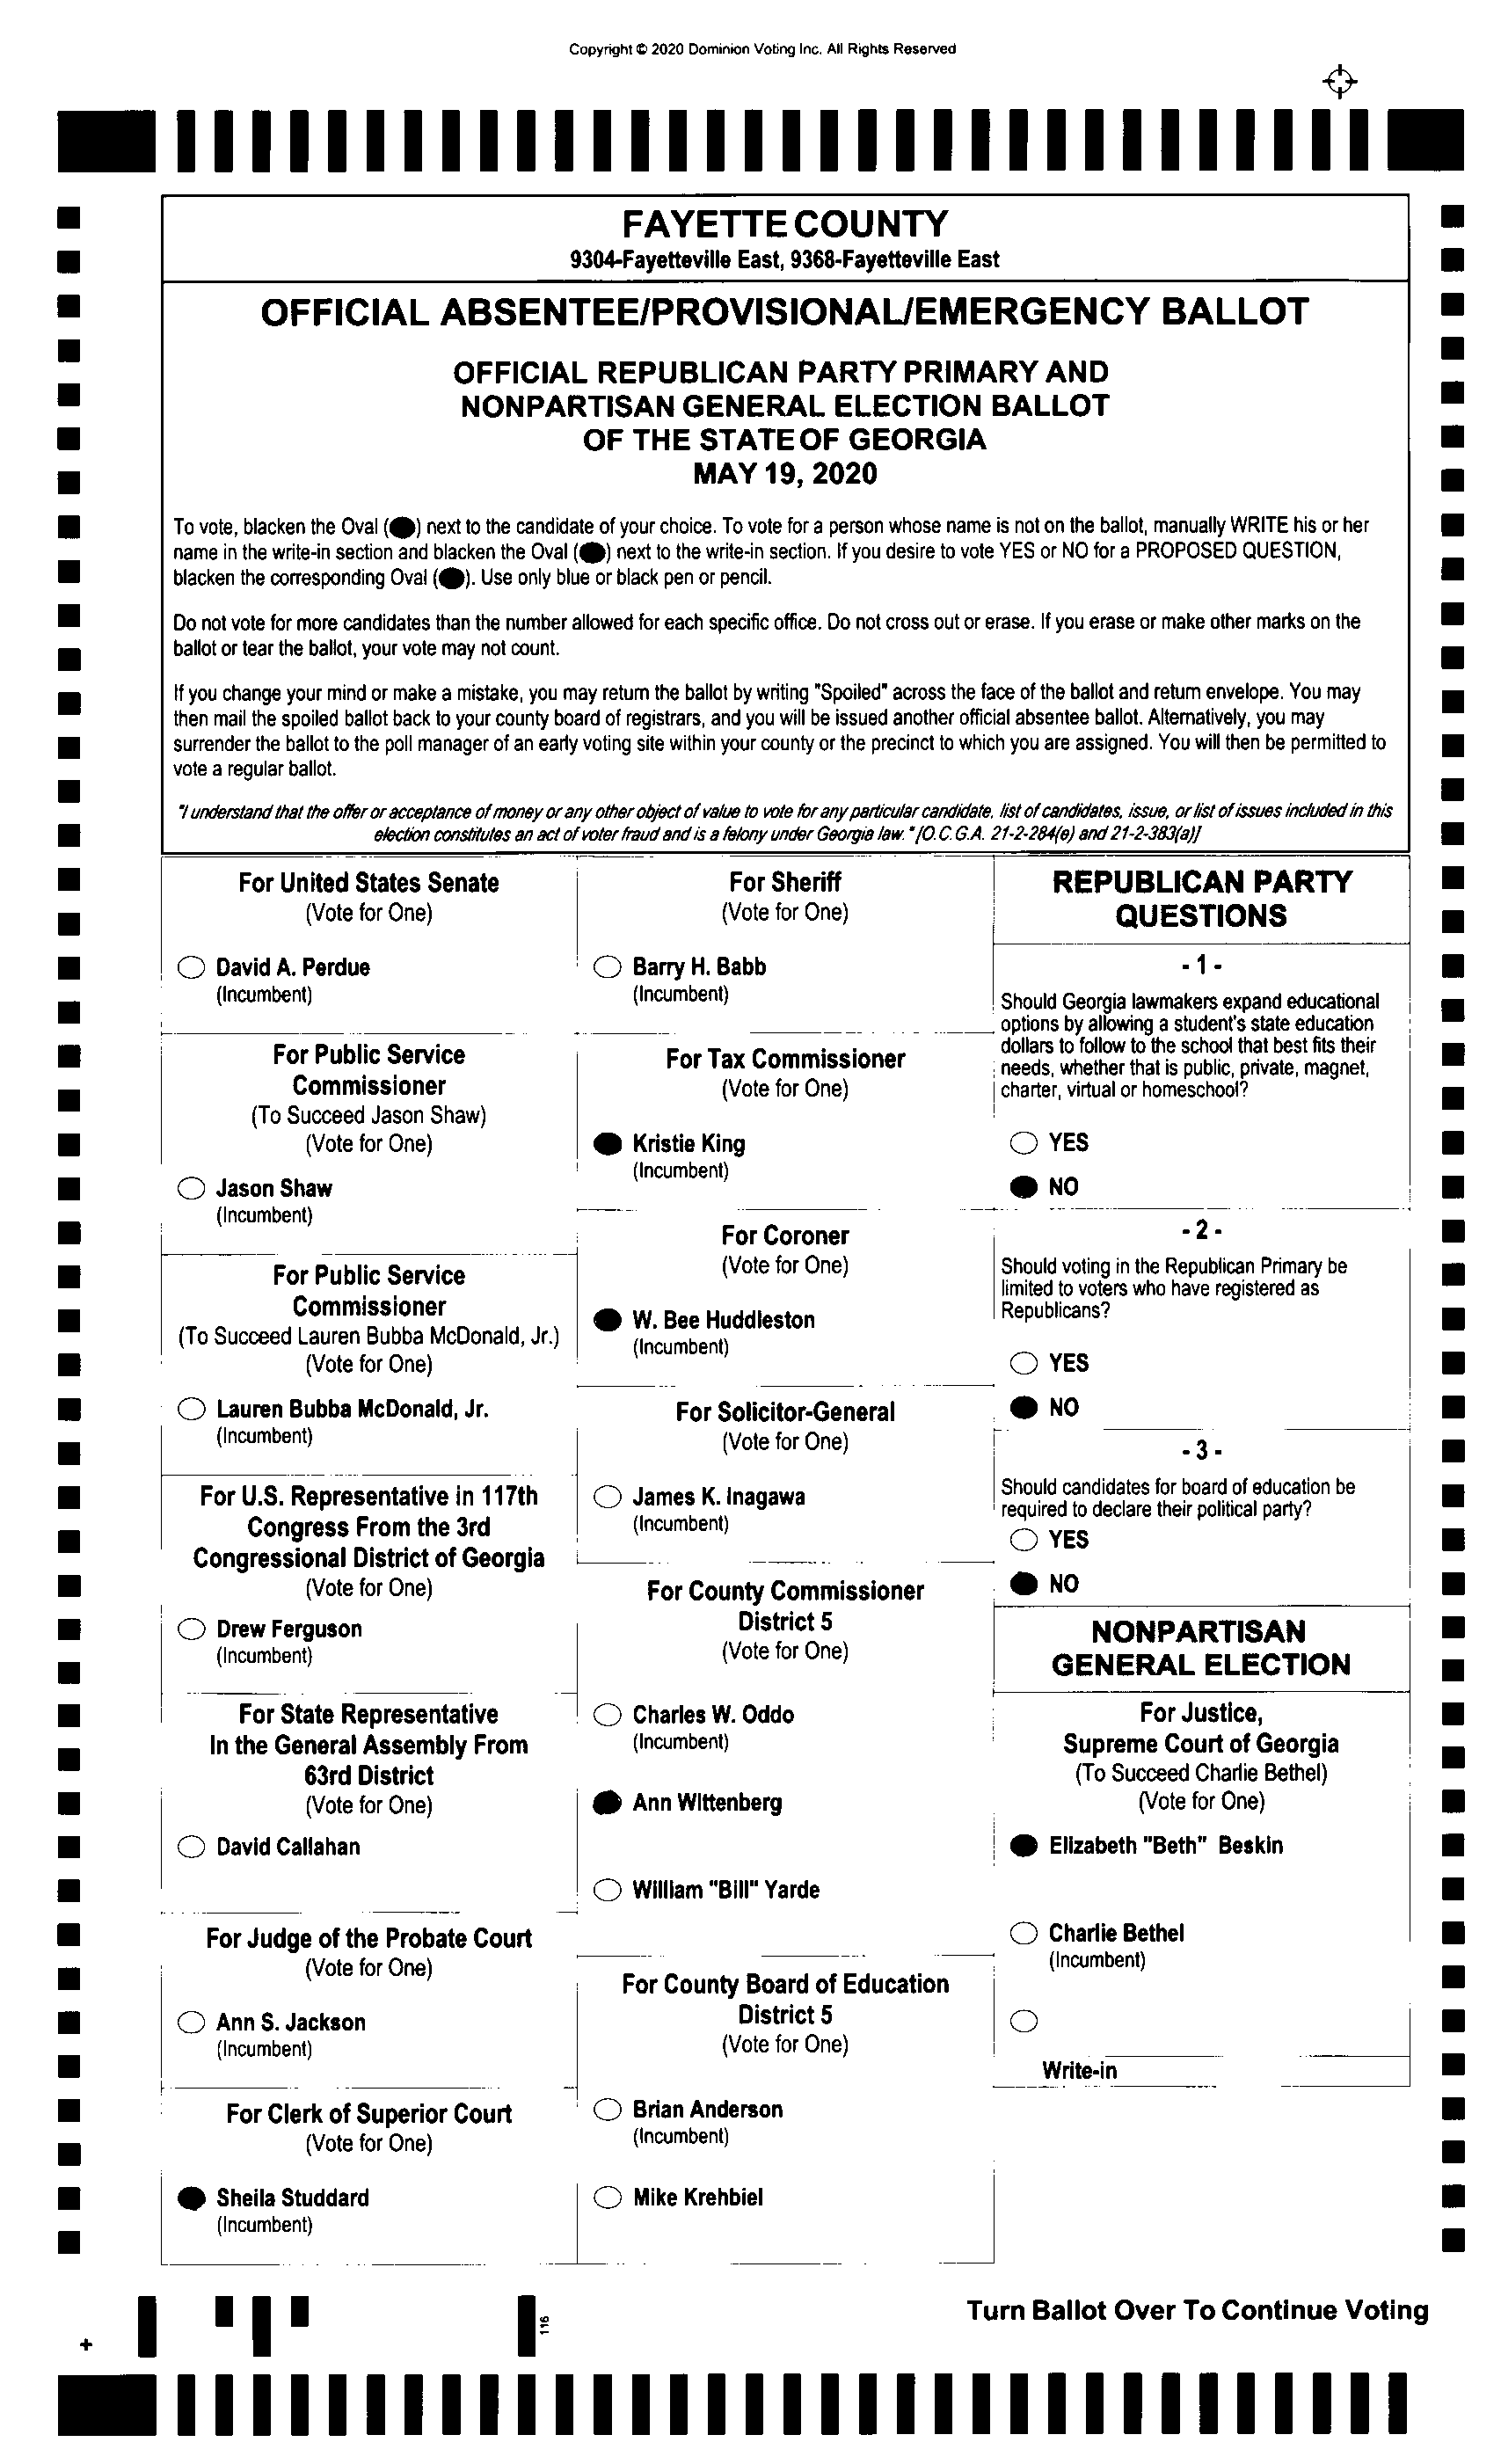 Copyright © 2020 Dominion Voting Inc. All Rights Reserved
FAYETTE COUNTY
9304-Fayetteville East, 9368-Fayetteville East
OFFICIAL ABSENTEE/PROVISIONAL/EMERGENCY BALLOT
OFFICIAL REPUBLICAN PARTY PRIMARY AND
NONPARTISAN GENERAL ELECTION BALLOT
OF THE STATE OF GEORGIA
MAY 19, 2020
To vote, blacken the Oval (●) next to the candidate of your choice. To vote for a person whose name is not on the ballot, manually WRITE his or her
name in the write-in section and blacken the Oval (●) next to the write-in section. If you desire to vote YES or NO for a PROPOSED QUESTION,
blacken the corresponding Oval (●). Use only blue or black pen or pencil.
Do not vote for more candidates than the number allowed for each specific office. Do not cross out or erase. If you erase or make other marks on the
ballot or tear the ballot, your vote may not count.
If you change your mind or make a mistake, you may return the ballot by writing "Spoiled" across the face of the ballot and return envelope. You may
then mail the spoiled ballot back to your county board of registrars, and you will be issued another official absentee ballot. Alternatively, you may
surrender the ballot to the poll manager of an early voting site within your county or the precinct to which you are assigned. You will then be permitted to
vote a regular ballot.
"I understand that the offer or acceptance of money or any other object of value to vote for any particular candidate, list of candidates, issue, or list of issues included in this
election constitutes an act of voter fraud and is a felony under Georgia law." [O.C.G.A. 21-2-284(e) and 21-2-383(a)]
For United States Senate
(Vote for One)
David A. Perdue
(Incumbent)
For Public Service
Commissioner
(To Succeed Jason Shaw)
(Vote for One)
Jason Shaw
(Incumbent)
For Public Service
Commissioner
(To Succeed Lauren Bubba McDonald, Jr.)
(Vote for One)
Lauren Bubba McDonald, Jr.
(Incumbent)
For U.S. Representative in 117th
Congress From the 3rd
Congressional District of Georgia
(Vote for One)
Drew Ferguson
(Incumbent)
For State Representative
In the General Assembly From
63rd District
(Vote for One)
David Callahan
For Judge of the Probate Court
(Vote for One)
Ann S. Jackson
(Incumbent)
For Clerk of Superior Court
(Vote for One)
Sheila Studdard
(Incumbent)
For Sheriff
(Vote for One)
Barry H. Babb
(Incumbent)
For Tax Commissioner
(Vote for One)
Kristie King
(Incumbent)
For Coroner
(Vote for One)
W. Bee Huddleston
(Incumbent)
For Solicitor-General
(Vote for One)
James K. Inagawa
(Incumbent)
For County Commissioner
District 5
(Vote for One)
Charles W. Oddo
(Incumbent)
Ann Wittenberg
William "Bill" Yarde
For County Board of Education
District 5
(Vote for One)
Brian Anderson
(Incumbent)
Mike Krehbiel
REPUBLICAN PARTY
QUESTIONS
- 1 -
Should Georgia lawmakers expand educational
options by allowing a student's state education
dollars to follow to the school that best fits their
needs, whether that is public, private, magnet,
charter, virtual or homeschool?
YES
NO
- 2 -
Should voting in the Republican Primary be
limited to voters who have registered as
Republicans?
YES
NO
- 3 -
Should candidates for board of education be
required to declare their political party?
YES
NO
NONPARTISAN
GENERAL ELECTION
For Justice,
Supreme Court of Georgia
(To Succeed Charlie Bethel)
(Vote for One)
Elizabeth "Beth" Beskin
Charlie Bethel
(Incumbent)
Write-in
Turn Ballot Over To Continue Voting
116